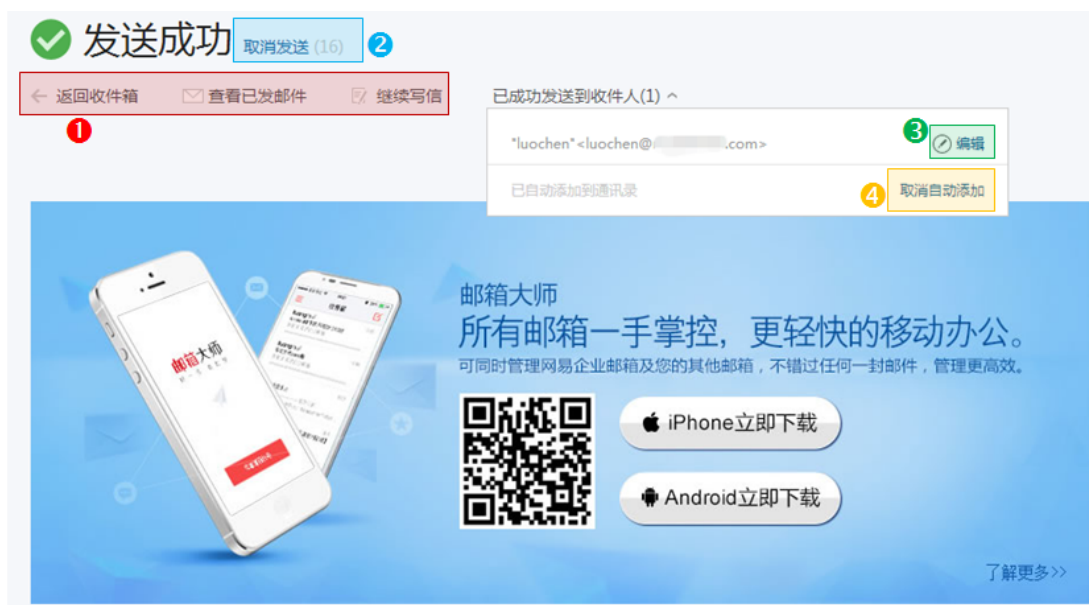 发送成功 取消发送 (16) 2
返回收件箱 查看已发邮件 继续写信
1
已成功发送到收件人(1)
"luochen"<luochen@ .com> 3 编辑
已自动添加到通讯录 4 取消自动添加
邮箱大师
邮箱大师
所有邮箱一手掌控，更轻快的移动办公。
可同时管理网易企业邮箱及您的其他邮箱，不错过任何一封邮件，管理更高效。
iPhone立即下载
Android立即下载
了解更多>>